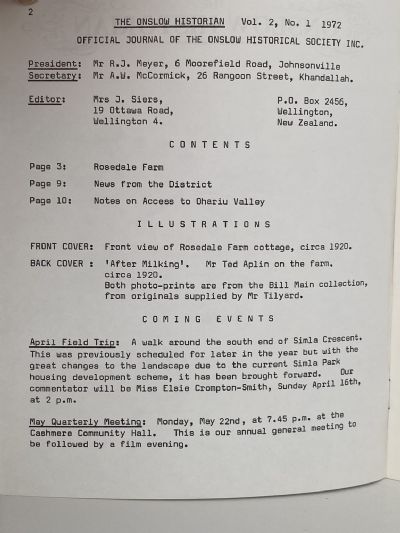 2
THE ONSLOW HISTORIAN Vol. 2, No. 1 1972
OFFICIAL JOURNAL OF THE ONSLOW HISTORICAL SOCIETY INC.
President: Mr R.J. Meyer, 6 Moorefield Road, Johnsonville
Secretary: Mr A.W. McCormick, 26 Rangoon Street, Khandallah.
Editor: Mrs J. Siers, P.O. Box 2456,
19 Ottawa Road, Wellington,
Wellington 4. New Zealand.
CONTENTS
Page 3: Rosedale Farm
Page 9: News from the District
Page 10: Notes on Access to Ohariu Valley
ILLUSTRATIONS
FRONT COVER: Front view of Rosedale Farm cottage, circa 1920.
BACK COVER : 'After Milking'. Mr Ted Aplin on the farm.
circa 1920.
Both photo-prints are from the Bill Main collection,
from originals supplied by Mr Tilyard.
COMING EVENTS
April Field Trip: A walk around the south end of Simla Crescent.
This was previously scheduled for later in the year but with the
great changes to the landscape due to the current Simla Park
housing development scheme, it has been brought forward. Our
commentator will be Miss Elsie Crompton-Smith, Sunday April 16th,
at 2 p.m.
May Quarterly Meeting: Monday, May 22nd, at 7.45 p.m. at the
Cashmere Community Hall. This is our annual general meeting to
be followed by a film evening.